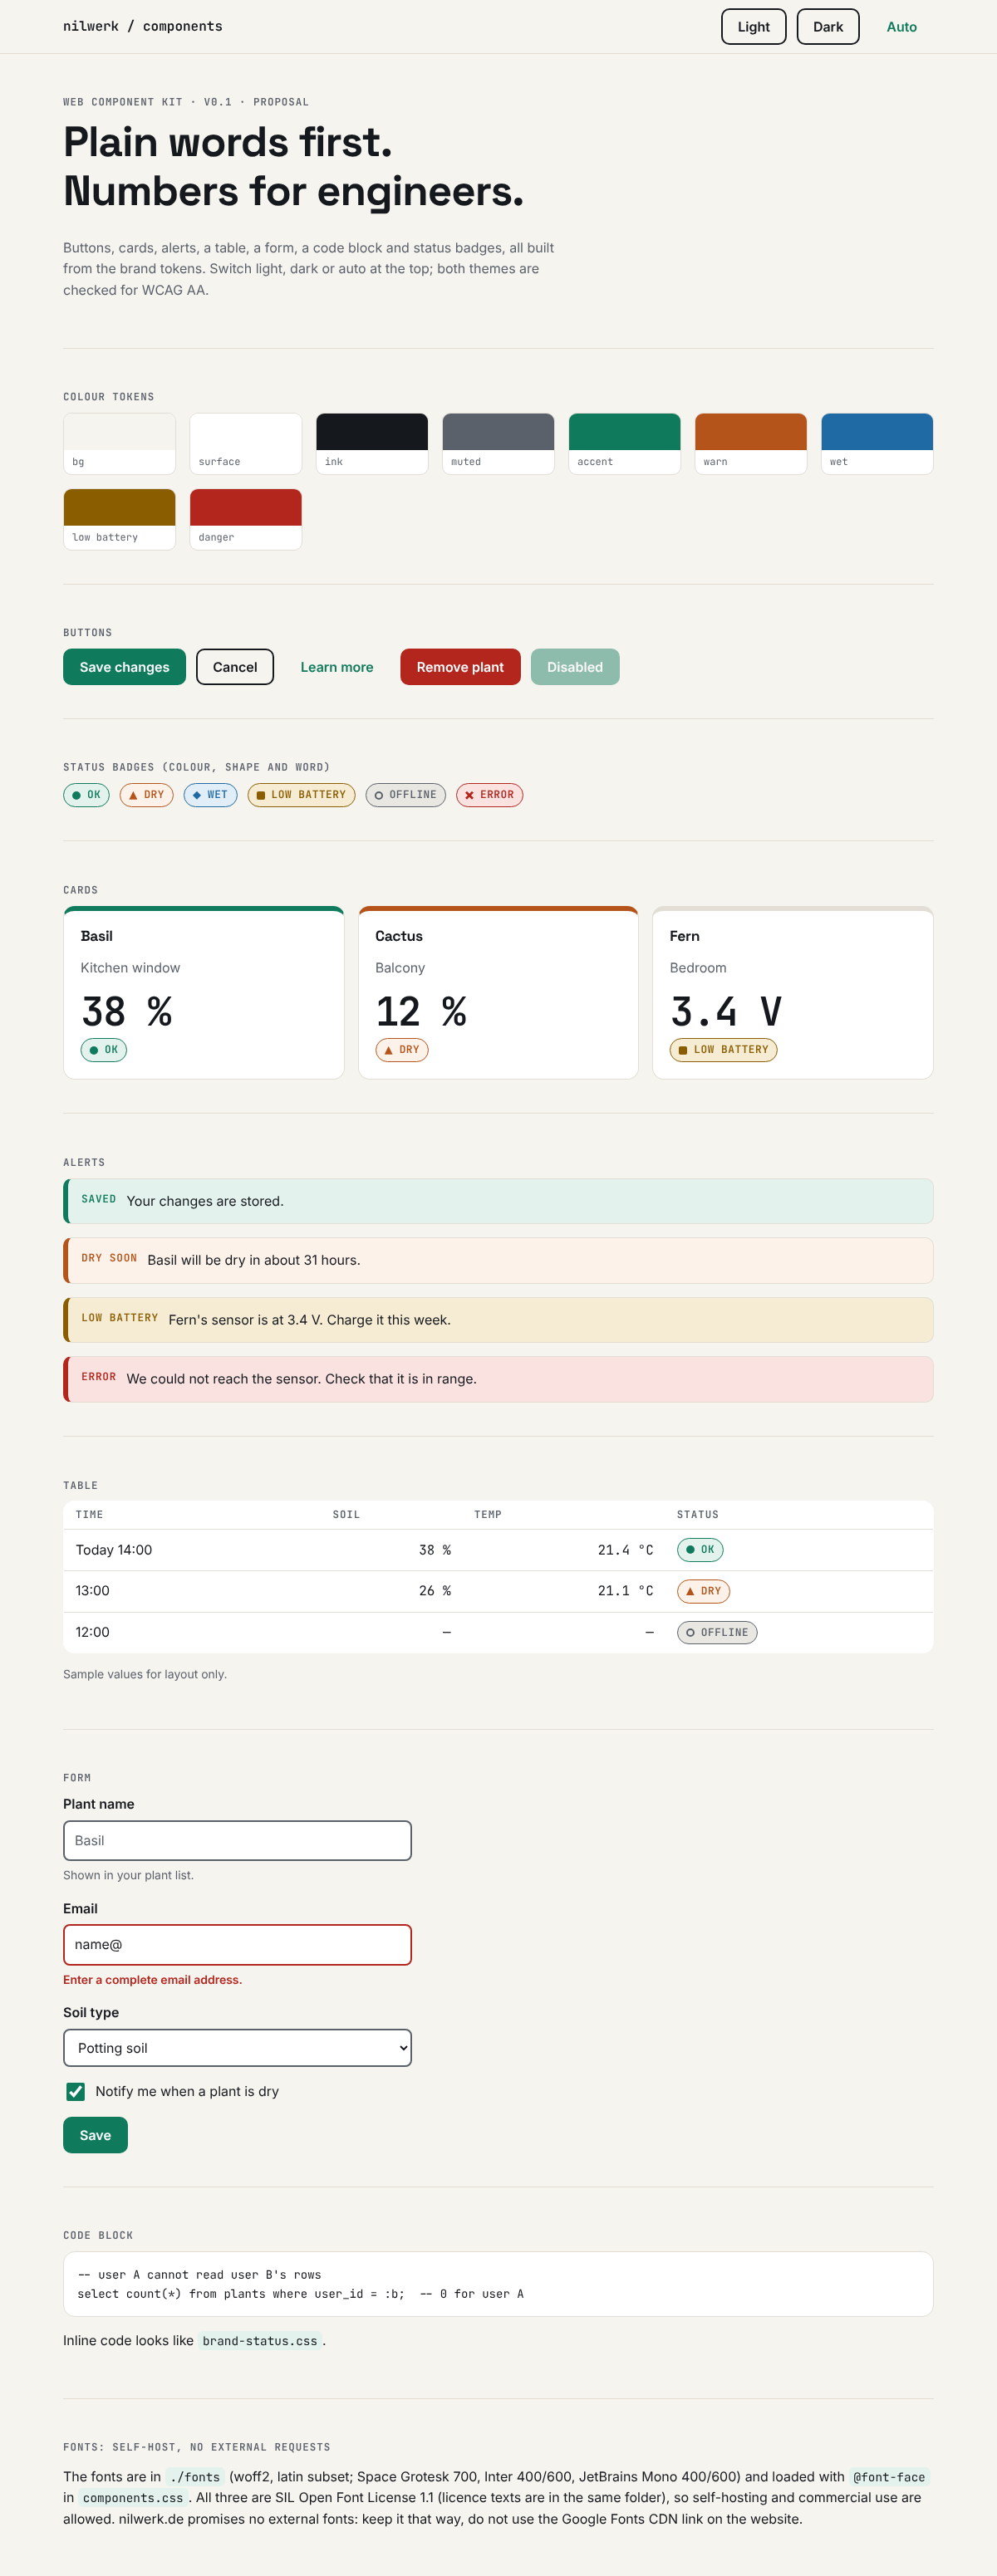 nilwerk / components
Light
Dark
Auto
WEB COMPONENT KIT · V0.1 · PROPOSAL
Plain words first.
Numbers for engineers.
Buttons, cards, alerts, a table, a form, a code block and status badges, all built
from the brand tokens. Switch light, dark or auto at the top; both themes are
checked for WCAG AA.
COLOUR TOKENS
bg
surface
ink
muted
accent
warn
wet
low battery
danger
BUTTONS
Save changes
Cancel
Learn more
Remove plant
Disabled
STATUS BADGES (COLOUR, SHAPE AND WORD)
OK
DRY
WET
LOW BATTERY
OFFLINE
ERROR
CARDS
Basil
Kitchen window
38 %
OK
Cactus
Balcony
12 %
DRY
Fern
Bedroom
3.4 V
LOW BATTERY
ALERTS
SAVED Your changes are stored.
DRY SOON Basil will be dry in about 31 hours.
LOW BATTERY Fern's sensor is at 3.4 V. Charge it this week.
ERROR We could not reach the sensor. Check that it is in range.
TABLE
TIME SOIL TEMP STATUS
Today 14:00 38 % 21.4 °C OK
13:00 26 % 21.1 °C DRY
12:00 — — OFFLINE
Sample values for layout only.
FORM
Plant name
Basil
Shown in your plant list.
Email
name@
Enter a complete email address.
Soil type
Potting soil
Notify me when a plant is dry
Save
CODE BLOCK
-- user A cannot read user B's rows
select count(*) from plants where user_id = :b;  -- 0 for user A
Inline code looks like brand-status.css.
FONTS: SELF-HOST, NO EXTERNAL REQUESTS
The fonts are in ./fonts (woff2, latin subset; Space Grotesk 700, Inter 400/600, JetBrains Mono 400/600) and loaded with @font-face
in components.css. All three are SIL Open Font License 1.1 (licence texts are in the same folder), so self-hosting and commercial use are
allowed. nilwerk.de promises no external fonts: keep it that way, do not use the Google Fonts CDN link on the website.